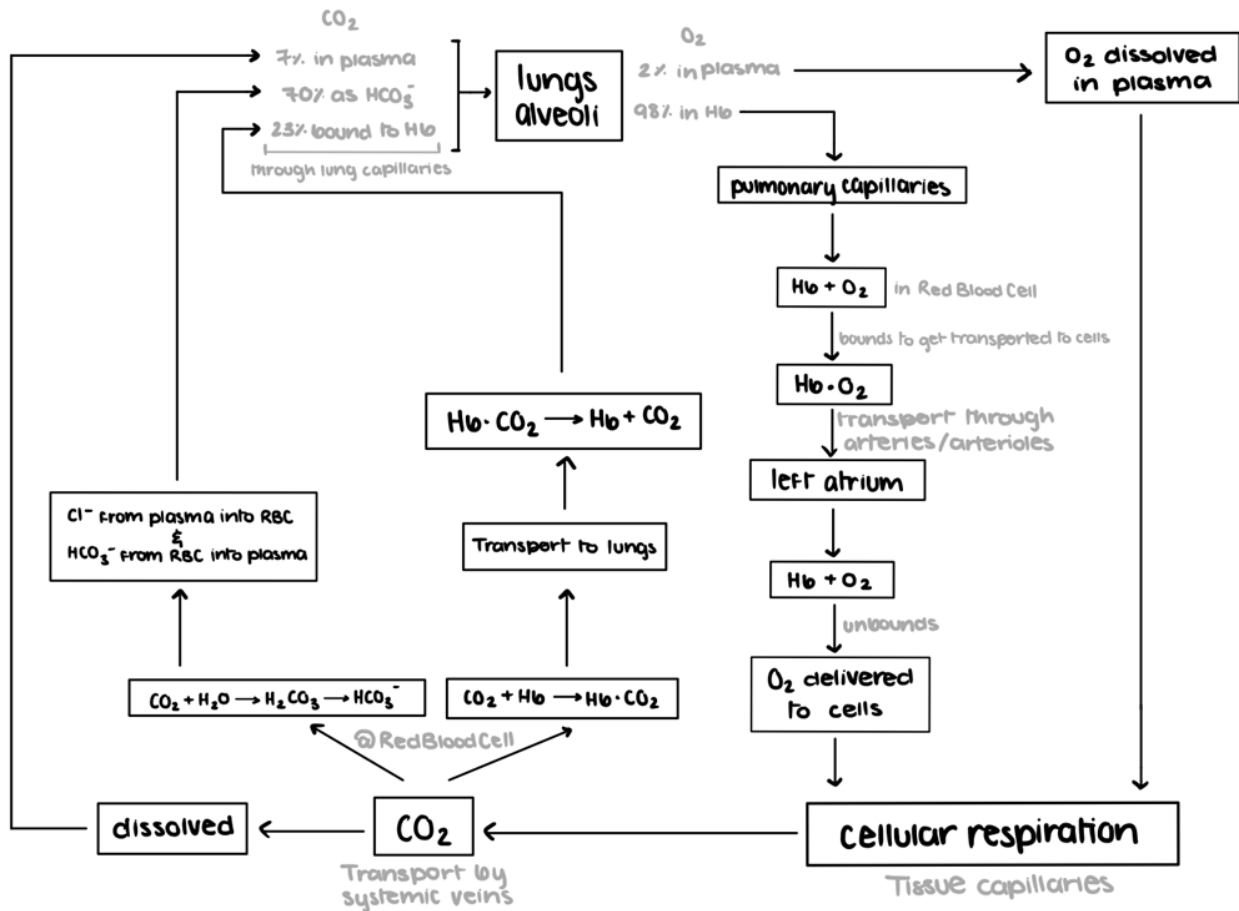 CO₂
7% in plasma
70% as HCO₃⁻
23% bound to Hb
through lung capillaries
lungs
alveoli
O₂
2% in plasma
98% in Hb
O₂ dissolved
in plasma
pulmonary capillaries
Hb + O₂
in Red Blood Cell
bounds to get transported to cells
Hb·O₂
transport through
arteries/arterioles
left atrium
Hb + O₂
unbounds
O₂ delivered
to cells
cellular respiration
Tissue capillaries
Hb·CO₂ → Hb + CO₂
Transport to lungs
CO₂ + Hb → Hb·CO₂
Cl⁻ from plasma into RBC
&
HCO₃⁻ from RBC into plasma
CO₂ + H₂O → H₂CO₃ → HCO₃⁻
@RedBloodCell
dissolved
CO₂
Transport by
systemic veins